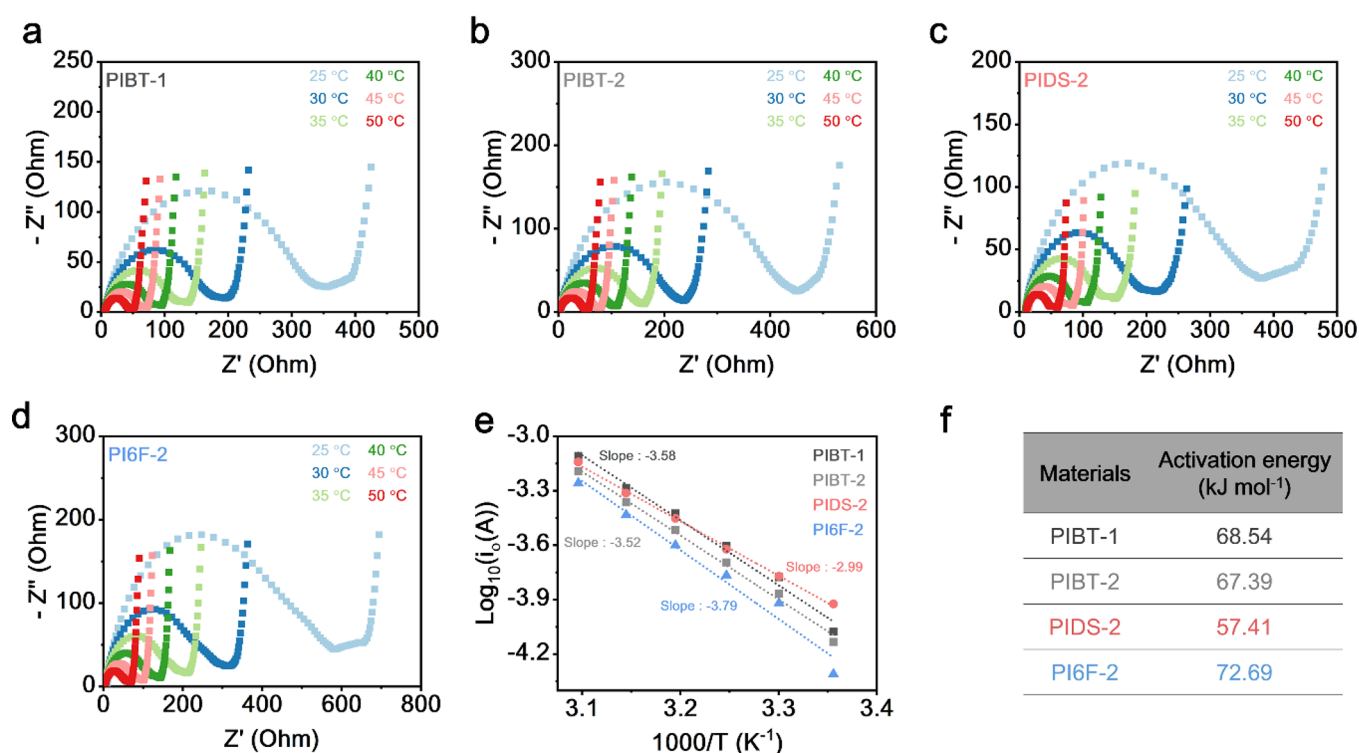 a
250
200
150
100
50
0
- Z" (Ohm)
PIBT-1
25 °C 40 °C
30 °C 45 °C
35 °C 50 °C
0 100 200 300 400 500
Z' (Ohm)
b
300
200
100
0
- Z" (Ohm)
PIBT-2
25 °C 40 °C
30 °C 45 °C
35 °C 50 °C
0 200 400 600
Z' (Ohm)
c
200
150
100
50
0
- Z" (Ohm)
PIDS-2
25 °C 40 °C
30 °C 45 °C
35 °C 50 °C
0 100 200 300 400 500
Z' (Ohm)
d
300
200
100
0
- Z" (Ohm)
PI6F-2
25 °C 40 °C
30 °C 45 °C
35 °C 50 °C
0 200 400 600 800
Z' (Ohm)
e
-3.0
-3.3
-3.6
-3.9
-4.2
Log₁₀(i₀(A))
Slope : -3.58
PIBT-1
PIBT-2
PIDS-2
PI6F-2
Slope : -3.52
Slope : -2.99
Slope : -3.79
3.1 3.2 3.3 3.4
1000/T (K⁻¹)
f
Materials Activation energy
(kJ mol⁻¹)
PIBT-1 68.54
PIBT-2 67.39
PIDS-2 57.41
PI6F-2 72.69